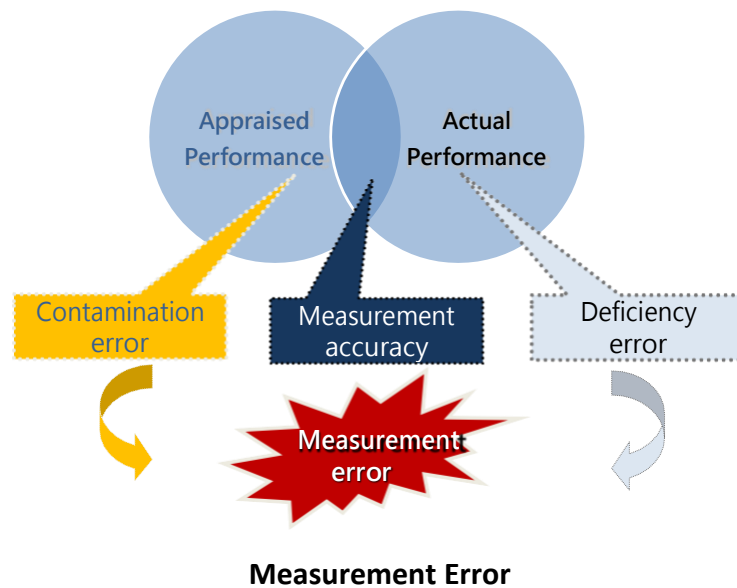 Appraised
Performance
Actual
Performance
Contamination
error
Measurement
accuracy
Deficiency
error
Measurement
error
Measurement Error